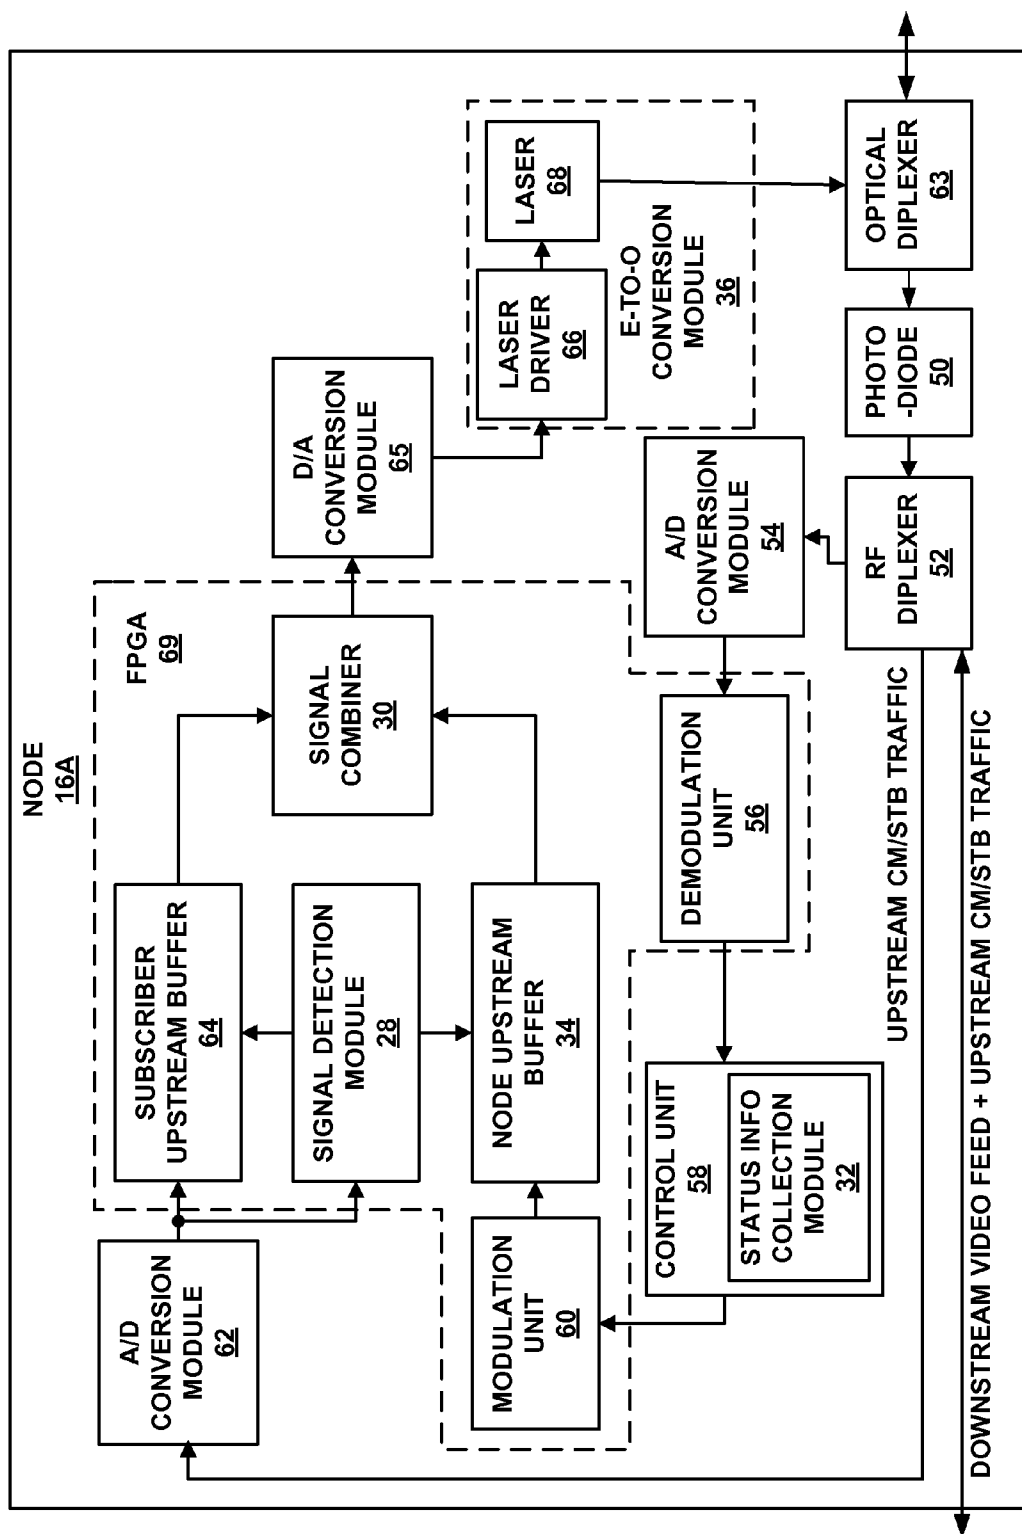 NODE
16A
FPGA
69
A/D
CONVERSION
MODULE
62
SUBSCRIBER
UPSTREAM BUFFER
64
SIGNAL DETECTION
MODULE
28
SIGNAL
COMBINER
30
D/A
CONVERSION
MODULE
65
LASER
DRIVER
66
LASER
68
E-TO-O
CONVERSION
MODULE
36
MODULATION
UNIT
60
NODE UPSTREAM
BUFFER
34
CONTROL UNIT
58
STATUS INFO
COLLECTION
MODULE
32
DEMODULATION
UNIT
56
A/D
CONVERSION
MODULE
54
RF
DIPLEXER
52
PHOTO
-DIODE
50
OPTICAL
DIPLEXER
63
UPSTREAM CM/STB TRAFFIC
DOWNSTREAM VIDEO FEED + UPSTREAM CM/STB TRAFFIC